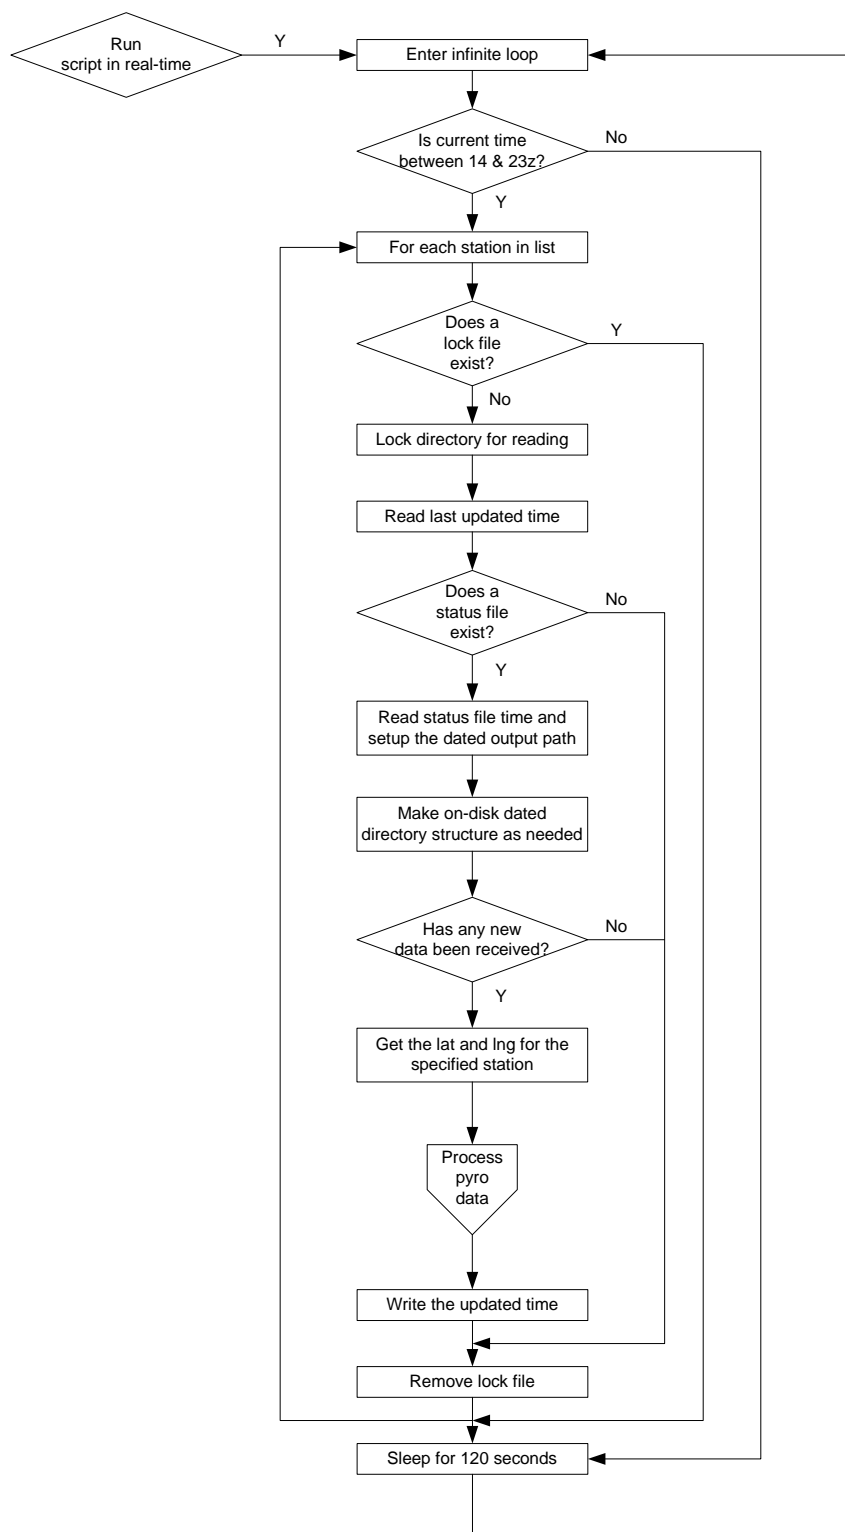 Run
script in real-time
Y
Enter infinite loop
Is current time
between 14 & 23z?
No
Y
For each station in list
Does a
lock file
exist?
Y
No
Lock directory for reading
Read last updated time
Does a
status file
exist?
No
Y
Read status file time and
setup the dated output path
Make on-disk dated
directory structure as needed
Has any new
data been received?
No
Y
Get the lat and lng for the
specified station
Process
pyro
data
Write the updated time
Remove lock file
Sleep for 120 seconds